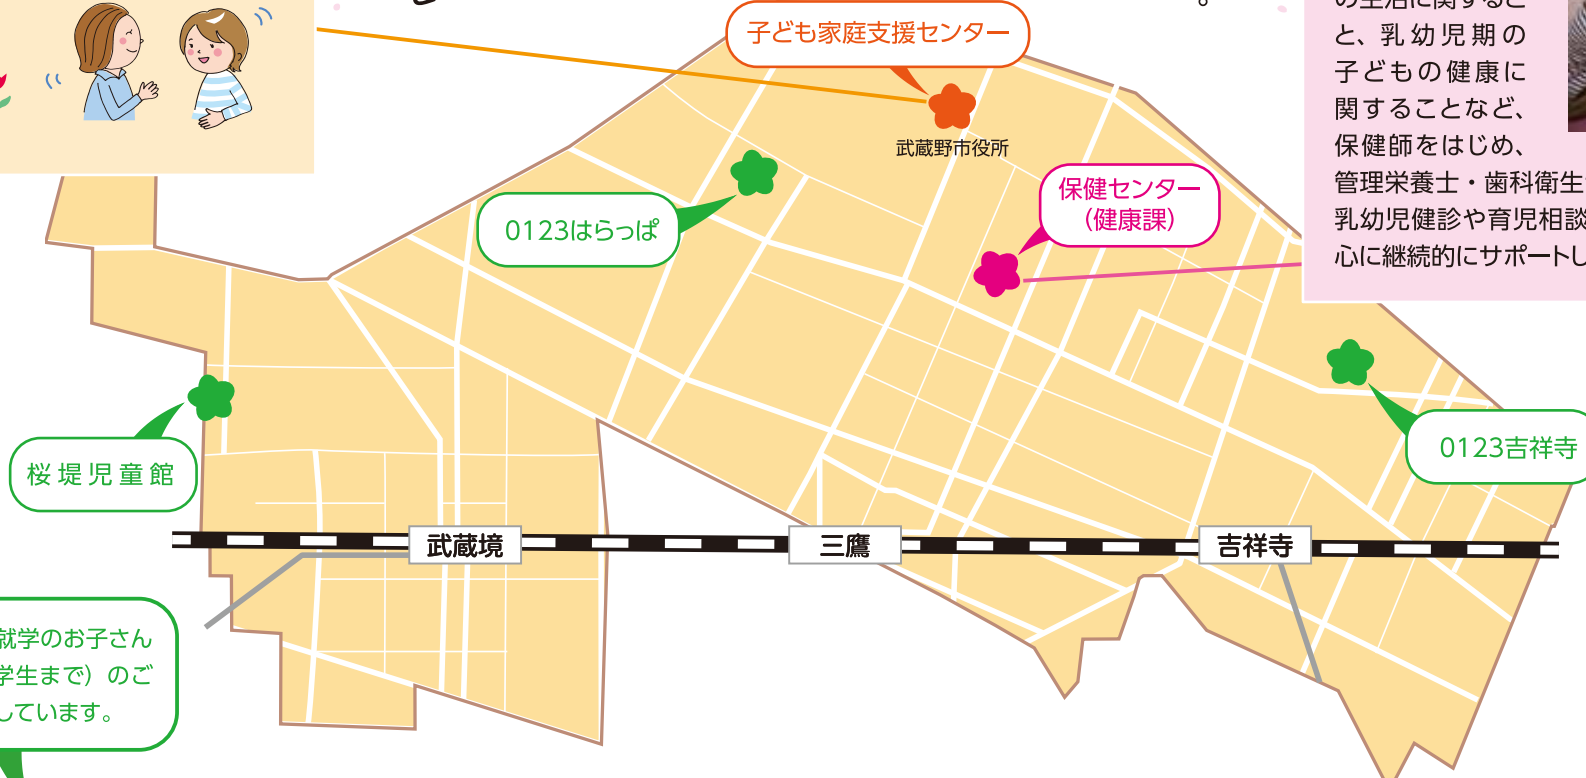 子ども家庭支援センター
武蔵野市役所
0123はらっぱ
保健センター
（健康課）
と、乳幼児期の
子どもの健康に
関することなど、
保健師をはじめ、
管理栄養士・歯科衛生
乳幼児健診や育児相談
心に継続的にサポートし
0123吉祥寺
桜堤児童館
武蔵境
三鷹
吉祥寺
就学のお子さん
学生まで）のご
しています。